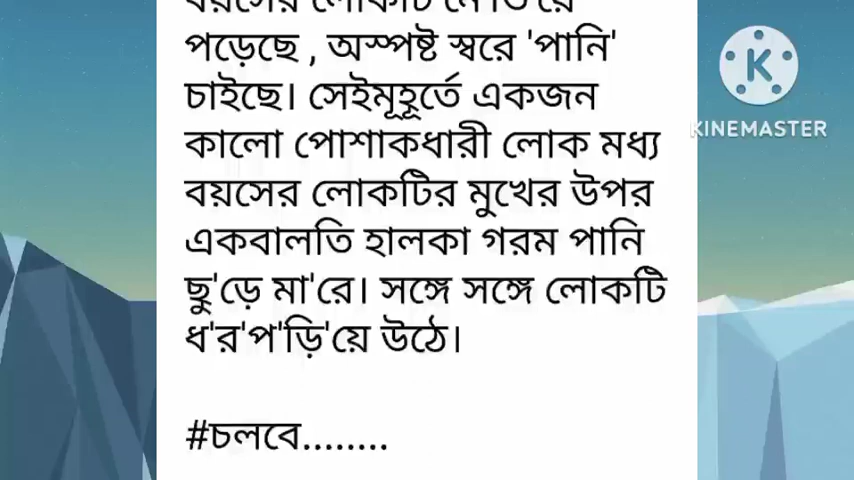 পড়েছে , অস্পষ্ট স্বরে 'পানি'
চাইছে। সেইমূহূর্তে একজন
কালো পোশাকধারী লোক মধ্য
বয়সের লোকটির মুখের উপর
একবালতি হালকা গরম পানি
ছু'ড়ে মা'রে। সঙ্গে সঙ্গে লোকটি
ধ'র'প'ড়ি'য়ে উঠে।
#চলবে........
K
KINEMASTER